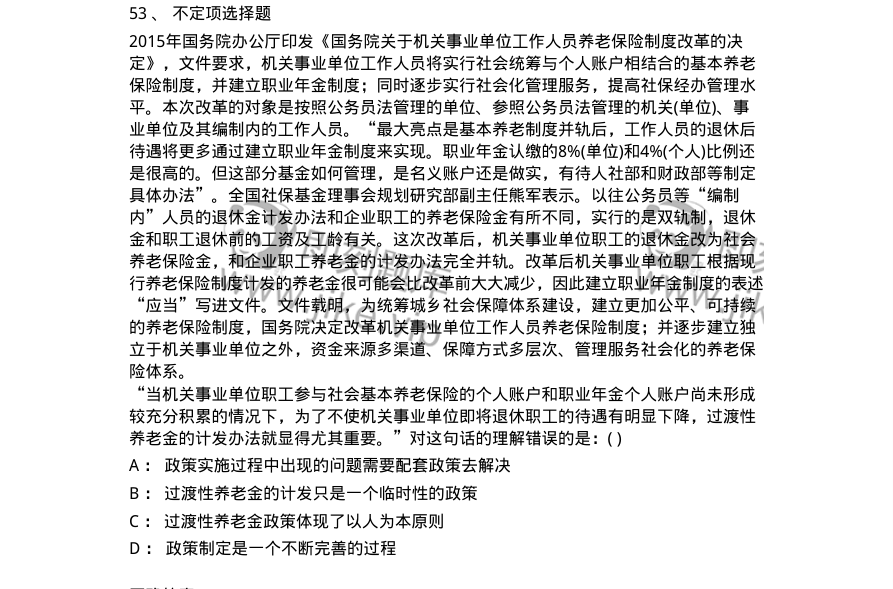 53 、 不定项选择题
2015年国务院办公厅印发《国务院关于机关事业单位工作人员养老保险制度改革的决
定》，文件要求，机关事业单位工作人员将实行社会统筹与个人账户相结合的基本养老
保险制度，并建立职业年金制度；同时逐步实行社会化管理服务，提高社保经办管理水
平。本次改革的对象是按照公务员法管理的单位、参照公务员法管理的机关(单位)、事
业单位及其编制内的工作人员。“最大亮点是基本养老制度并轨后，工作人员的退休后
待遇将更多通过建立职业年金制度来实现。职业年金认缴的8%(单位)和4%(个人)比例还
是很高的。但这部分基金如何管理，是名义账户还是做实，有待人社部和财政部等制定
具体办法”。全国社保基金理事会规划研究部副主任熊军表示。以往公务员等“编制
内”人员的退休金计发办法和企业职工的养老保险金有所不同，实行的是双轨制，退休
金和职工退休前的工资及工龄有关。这次改革后，机关事业单位职工的退休金改为社会
养老保险金，和企业职工养老金的计发办法完全并轨。改革后机关事业单位职工根据现
行养老保险制度计发的养老金很可能会比改革前大大减少，因此建立职业年金制度的表述
“应当”写进文件。文件载明，为统筹城乡社会保障体系建设，建立更加公平、可持续
的养老保险制度，国务院决定改革机关事业单位工作人员养老保险制度；并逐步建立独
立于机关事业单位之外，资金来源多渠道、保障方式多层次、管理服务社会化的养老保
险体系。
“当机关事业单位职工参与社会基本养老保险的个人账户和职业年金个人账户尚未形成
较充分积累的情况下，为了不使机关事业单位即将退休职工的待遇有明显下降，过渡性
养老金的计发办法就显得尤其重要。”对这句话的理解错误的是：( )
A ： 政策实施过程中出现的问题需要配套政策去解决
B ： 过渡性养老金的计发只是一个临时性的政策
C ： 过渡性养老金政策体现了以人为本原则
D ： 政策制定是一个不断完善的过程